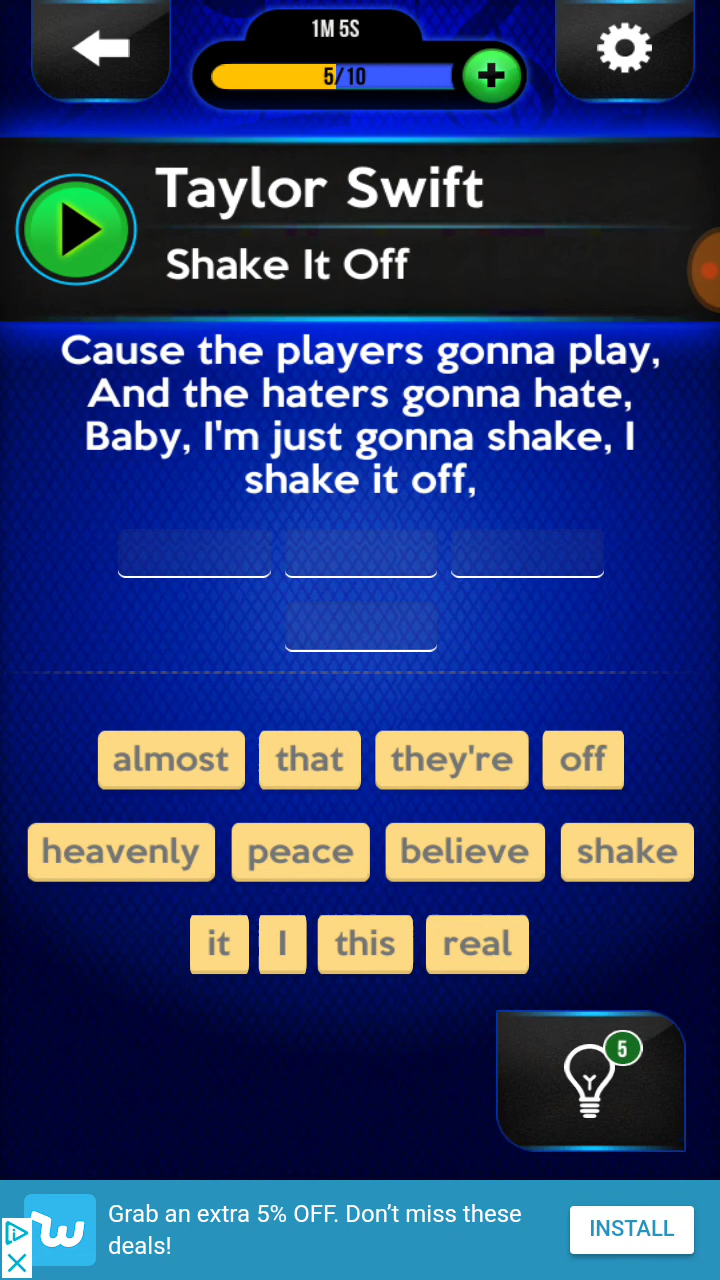 1M 5S
5/10
Taylor Swift
Shake It Off
Cause the players gonna play,
And the haters gonna hate,
Baby, I'm just gonna shake, I
shake it off,
almost that they're off
heavenly peace believe shake
it I this real
5
Grab an extra 5% OFF. Don’t miss these
deals!
INSTALL